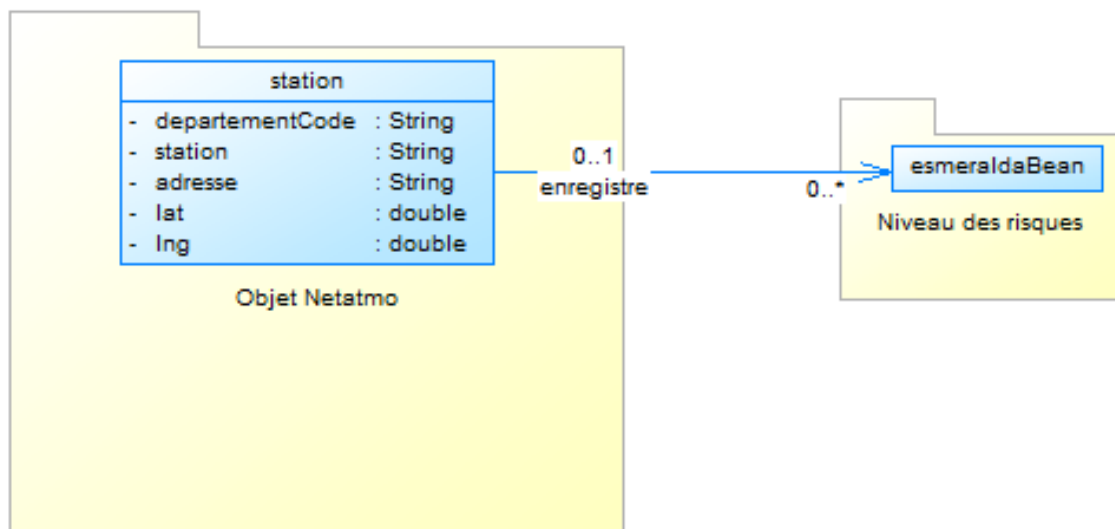 station
- departementCode : String
- station : String
- adresse : String
- lat : double
- lng : double
Objet Netatmo
0..1
enregistre
0..*
esmeraldaBean
Niveau des risques